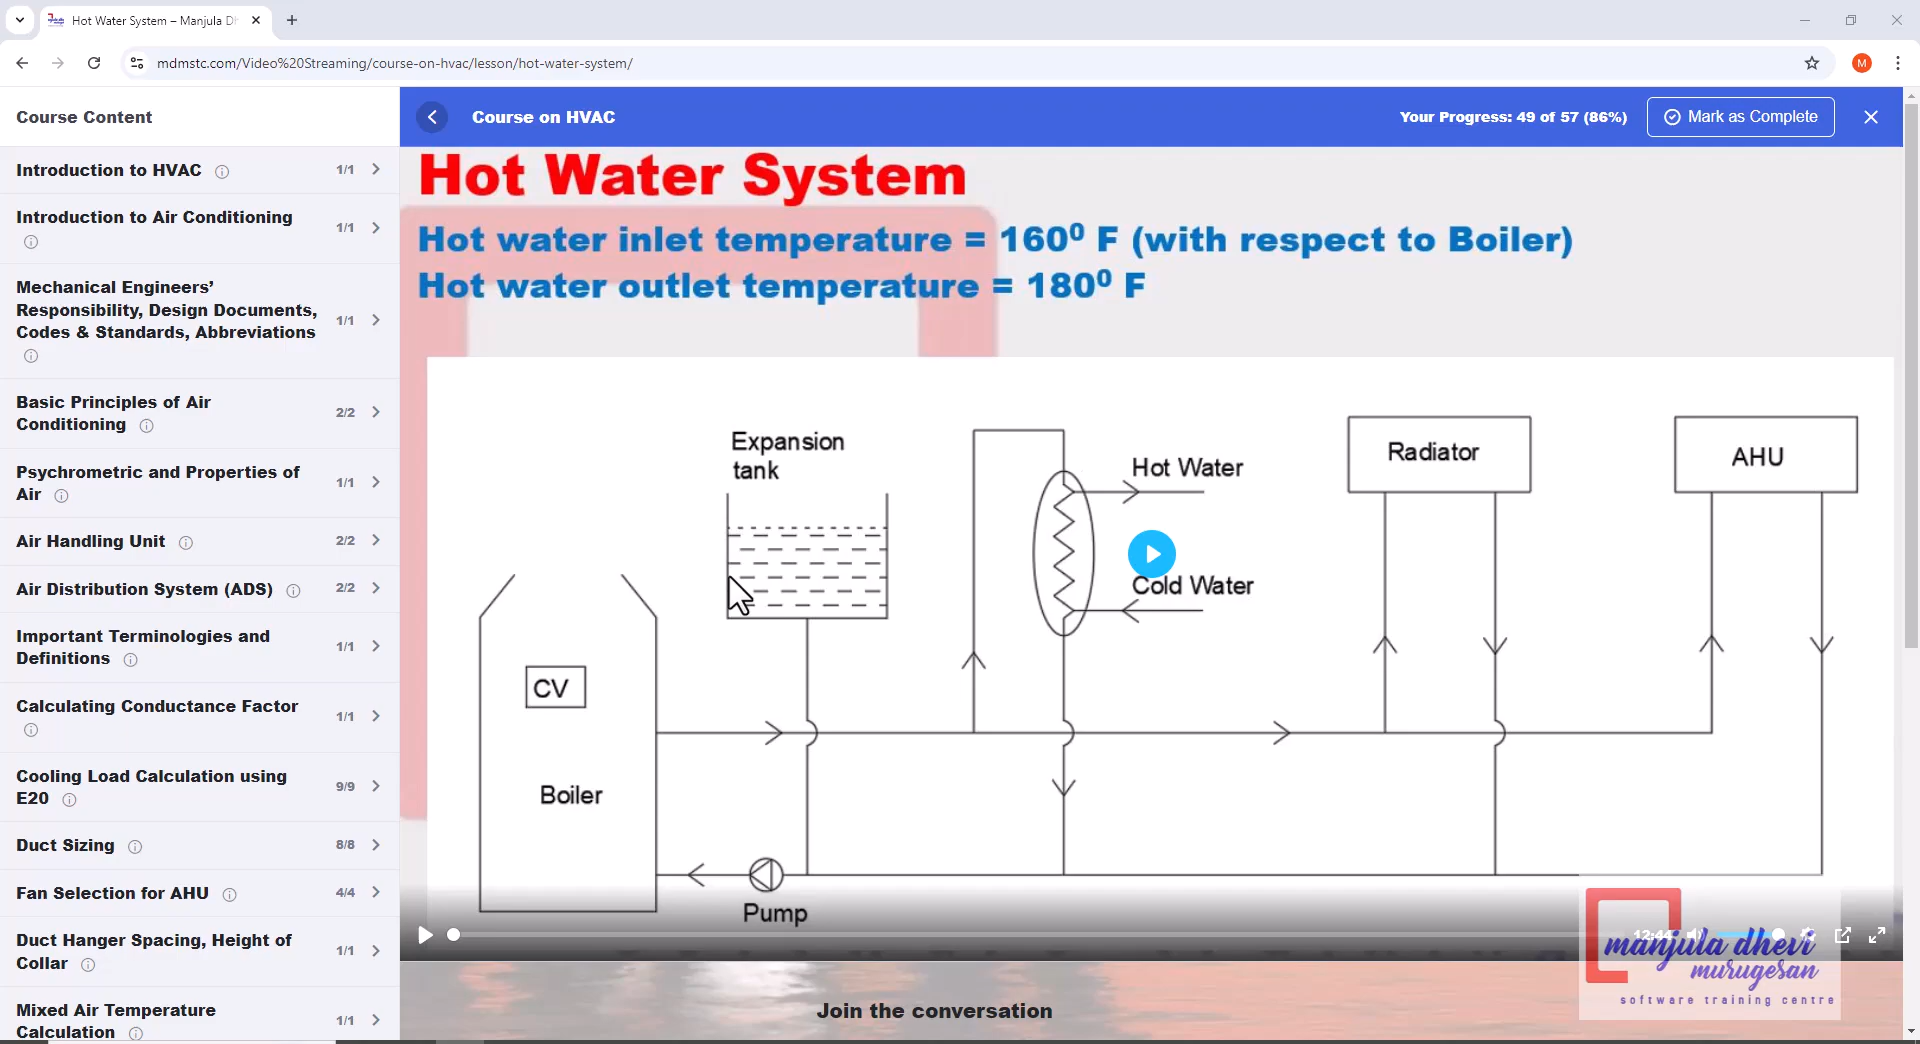 Hot Water System – Manjula Dh
mdmstc.com/Video%20Streaming/course-on-hvac/lesson/hot-water-system/
M
Course Content
Course on HVAC
Your Progress: 49 of 57 (86%)
Mark as Complete
Introduction to HVAC
1/1
Introduction to Air Conditioning
1/1
Mechanical Engineers’
Responsibility, Design Documents,
Codes & Standards, Abbreviations
1/1
Basic Principles of Air
Conditioning
2/2
Psychrometric and Properties of
Air
1/1
Air Handling Unit
2/2
Air Distribution System (ADS)
2/2
Important Terminologies and
Definitions
1/1
Calculating Conductance Factor
1/1
Cooling Load Calculation using
E20
9/9
Duct Sizing
8/8
Fan Selection for AHU
4/4
Duct Hanger Spacing, Height of
Collar
1/1
Mixed Air Temperature
Calculation
1/1
Hot Water System
Hot water inlet temperature = 160⁰ F (with respect to Boiler)
Hot water outlet temperature = 180⁰ F
Expansion
tank
Hot Water
Cold Water
Radiator
AHU
CV
Boiler
Pump
12:44
manjula dhevi
murugesan
software training centre
Join the conversation